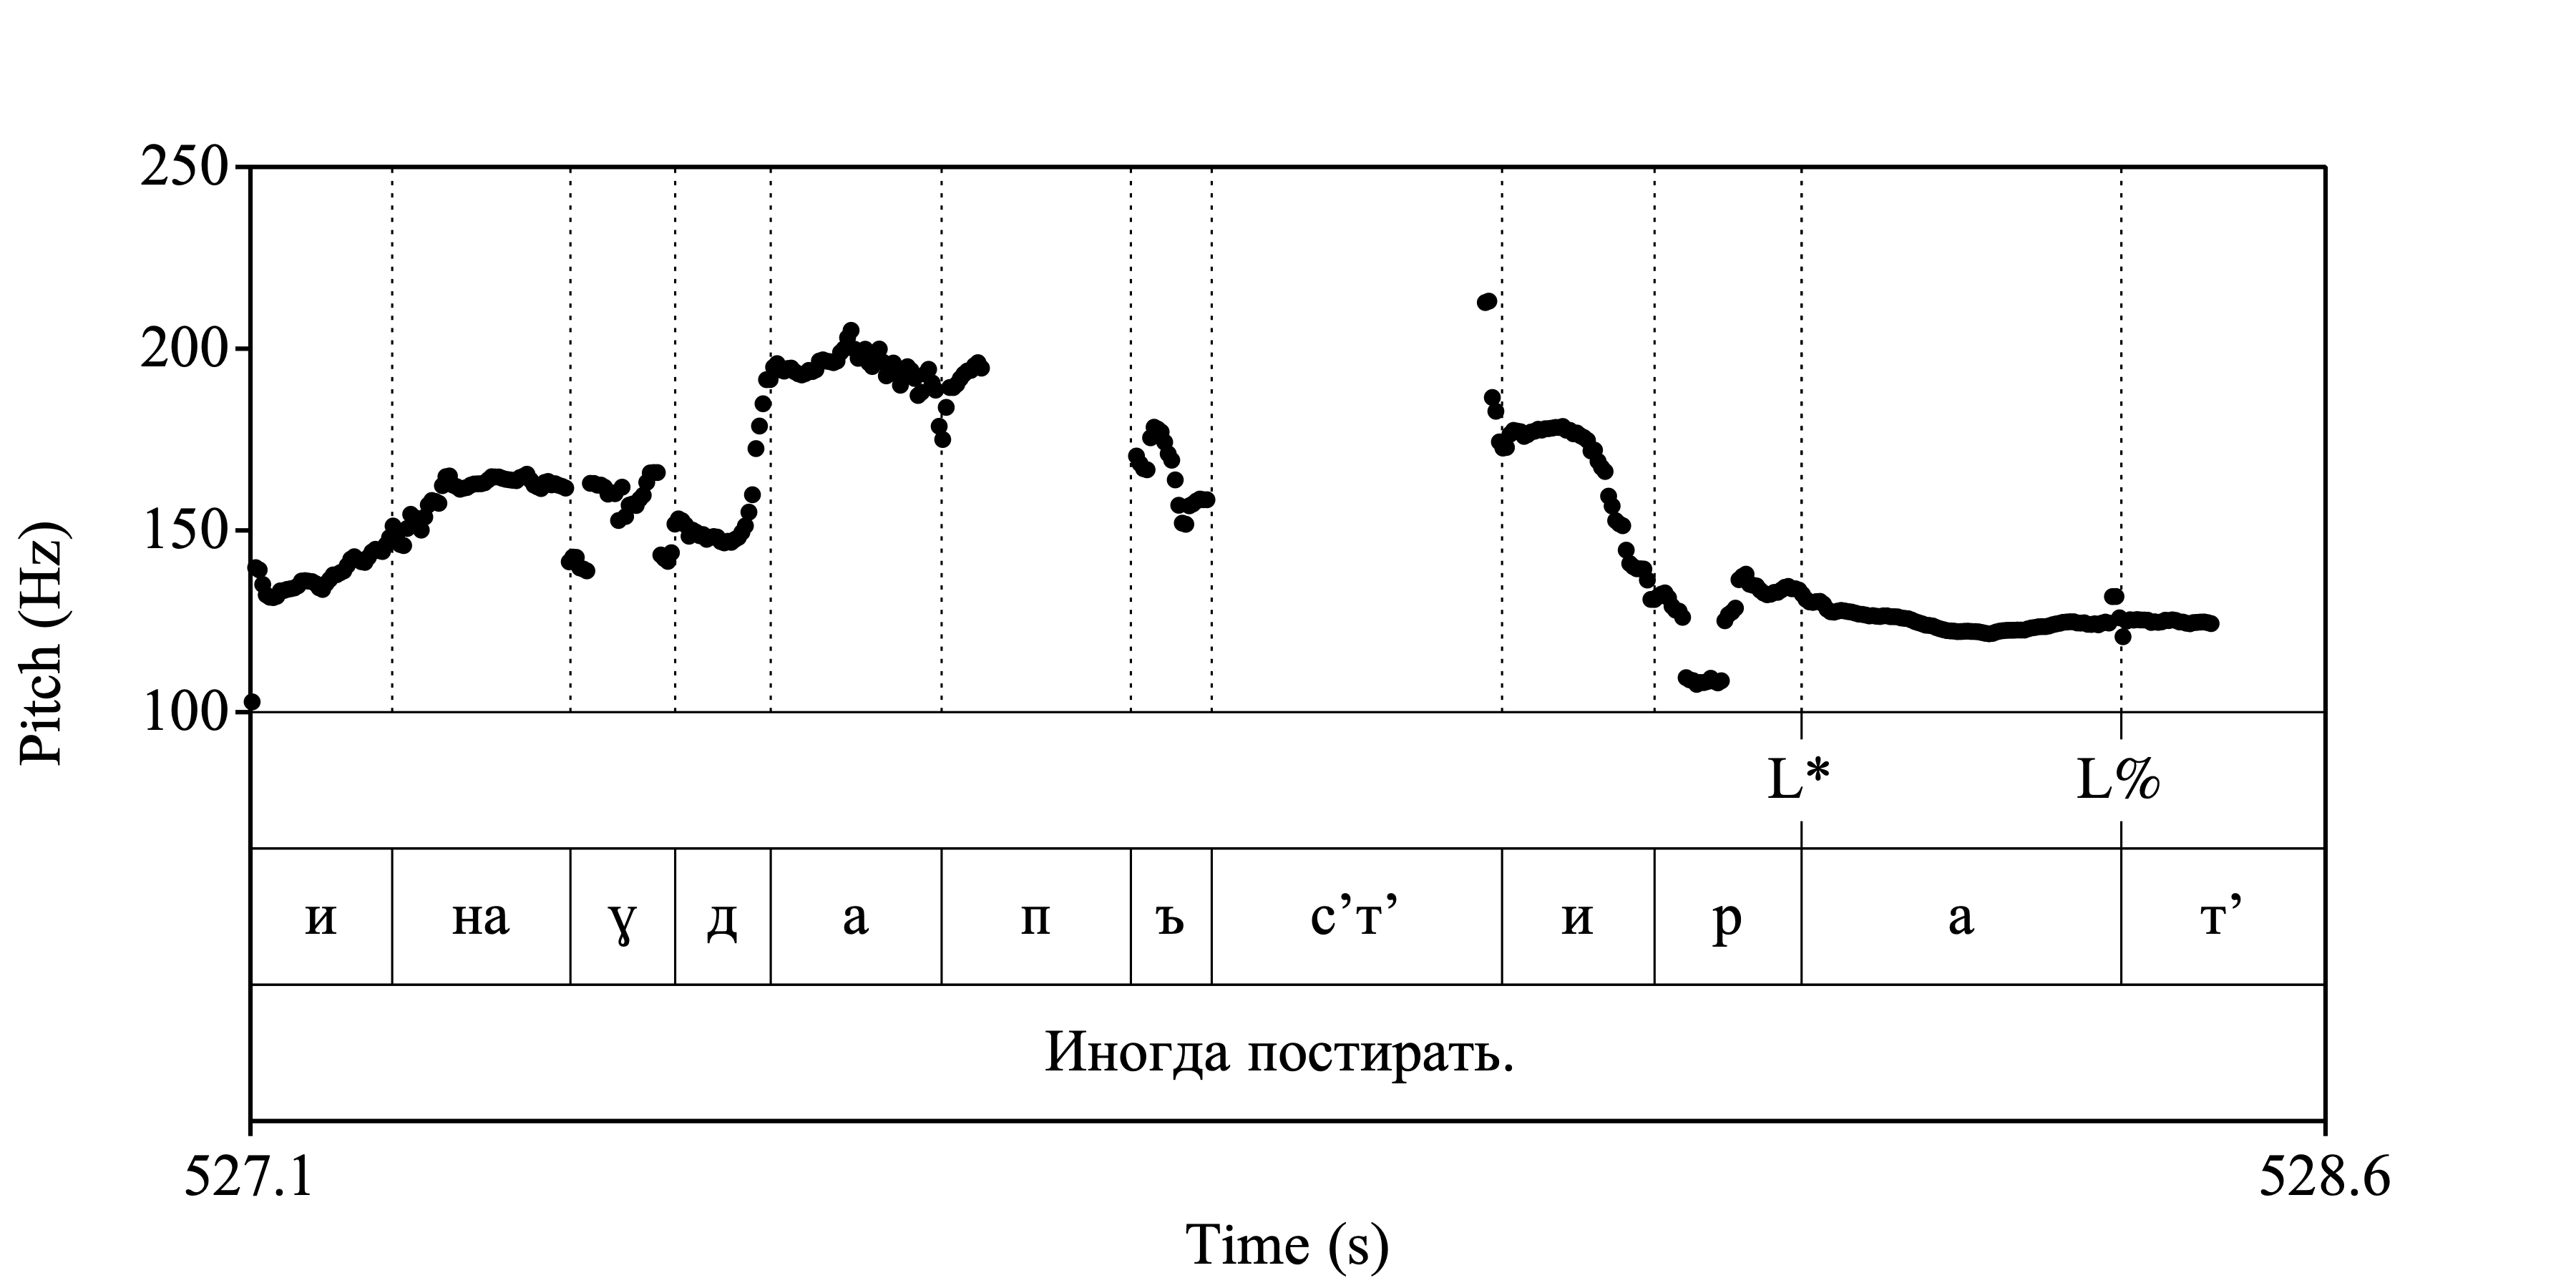 250
200
150
100
Pitch (Hz)
L* L%
и на ɣ д а п ъ с’т’ и р а т’
Иногда постирать.
527.1 528.6
Time (s)